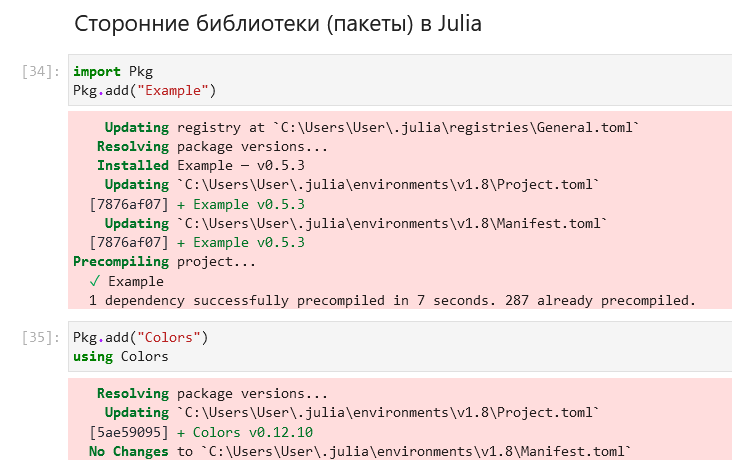 Сторонние библиотеки (пакеты) в Julia
[34]: import Pkg
Pkg.add("Example")
Updating registry at `C:\Users\User\.julia\registries\General.toml`
Resolving package versions...
Installed Example — v0.5.3
Updating `C:\Users\User\.julia\environments\v1.8\Project.toml`
[7876af07] + Example v0.5.3
Updating `C:\Users\User\.julia\environments\v1.8\Manifest.toml`
[7876af07] + Example v0.5.3
Precompiling project...
✓ Example
1 dependency successfully precompiled in 7 seconds. 287 already precompiled.
[35]: Pkg.add("Colors")
using Colors
Resolving package versions...
Updating `C:\Users\User\.julia\environments\v1.8\Project.toml`
[5ae59095] + Colors v0.12.10
No Changes to `C:\Users\User\.julia\environments\v1.8\Manifest.toml`